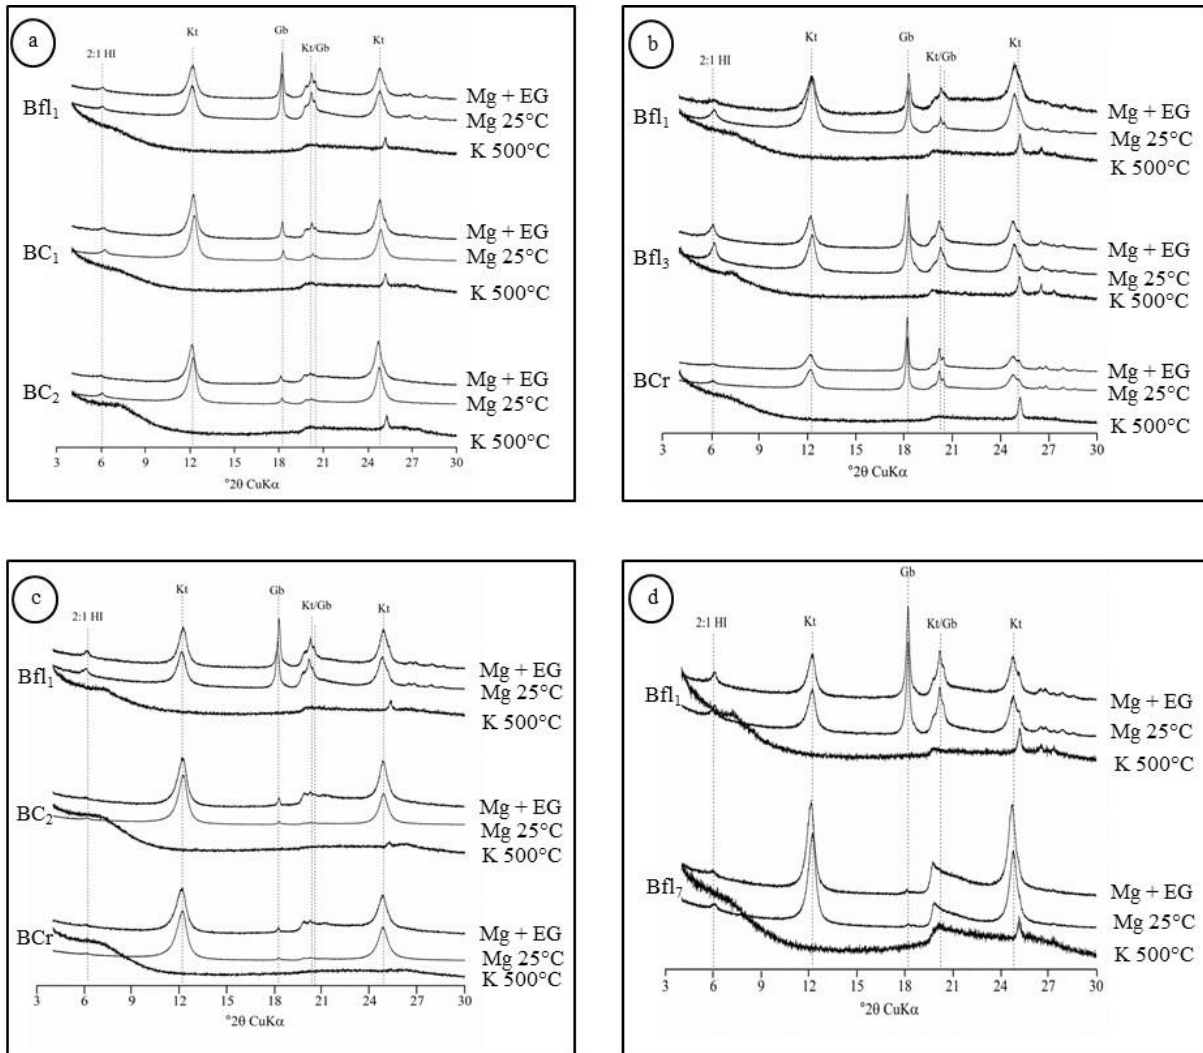 a
2:1 HI
Kt
Gb
Kt/Gb
Kt
Bfl1
Mg + EG
Mg 25°C
K 500°C
BC1
Mg + EG
Mg 25°C
K 500°C
BC2
Mg + EG
Mg 25°C
K 500°C
3 6 9 12 15 18 21 24 27 30
°2θ CuKα
b
2:1 HI
Kt
Gb
Kt/Gb
Kt
Bfl1
Mg + EG
Mg 25°C
K 500°C
Bfl3
Mg + EG
Mg 25°C
K 500°C
BCr
Mg + EG
Mg 25°C
K 500°C
3 6 9 12 15 18 21 24 27 30
°2θ CuKα
c
2:1 HI
Kt
Gb
Kt/Gb
Kt
Bfl1
Mg + EG
Mg 25°C
K 500°C
BC2
Mg + EG
Mg 25°C
K 500°C
BCr
Mg + EG
Mg 25°C
K 500°C
3 6 9 12 15 18 21 24 27 30
°2θ CuKα
d
2:1 HI
Kt
Gb
Kt/Gb
Kt
Bfl1
Mg + EG
Mg 25°C
K 500°C
Bfl7
Mg + EG
Mg 25°C
K 500°C
3 6 9 12 15 18 21 24 27 30
°2θ CuKα